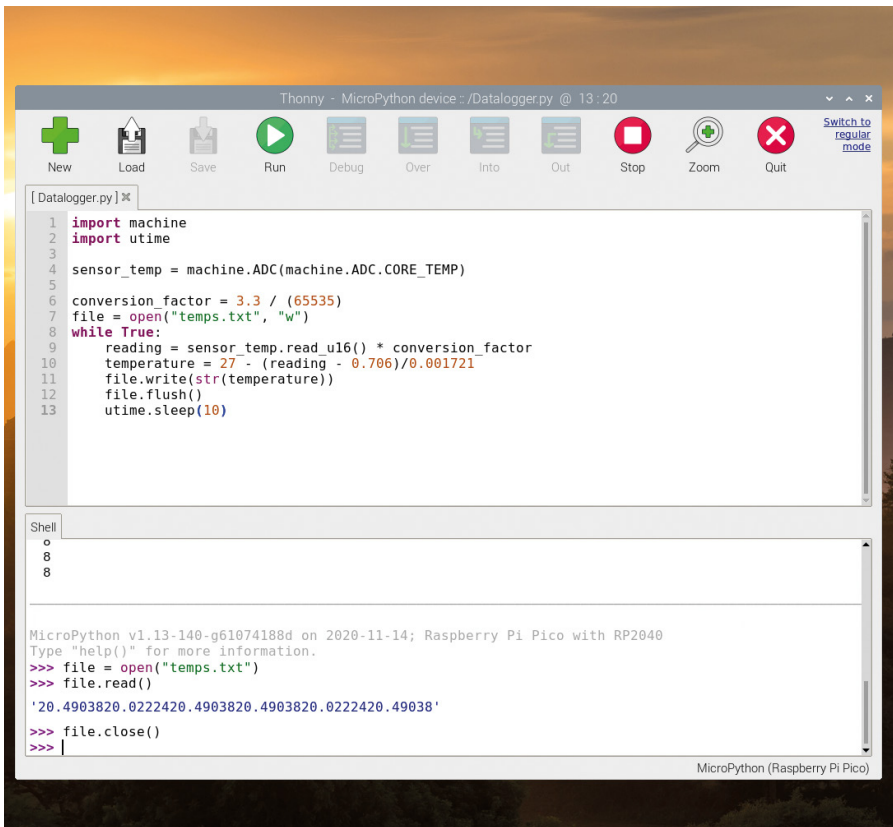 Thonny - MicroPython device :: /Datalogger.py @ 13 : 20
New Load Save Run Debug Over Into Out Stop Zoom Quit
Switch to
regular
mode
[ Datalogger.py ]
1 import machine
2 import utime
3
4 sensor_temp = machine.ADC(machine.ADC.CORE_TEMP)
5
6 conversion_factor = 3.3 / (65535)
7 file = open("temps.txt", "w")
8 while True:
9     reading = sensor_temp.read_u16() * conversion_factor
10     temperature = 27 - (reading - 0.706)/0.001721
11     file.write(str(temperature))
12     file.flush()
13     utime.sleep(10)
Shell
8
8
MicroPython v1.13-140-g61074188d on 2020-11-14; Raspberry Pi Pico with RP2040
Type "help()" for more information.
>>> file = open("temps.txt")
>>> file.read()
'20.4903820.0222420.4903820.4903820.0222420.49038'
>>> file.close()
>>>
MicroPython (Raspberry Pi Pico)